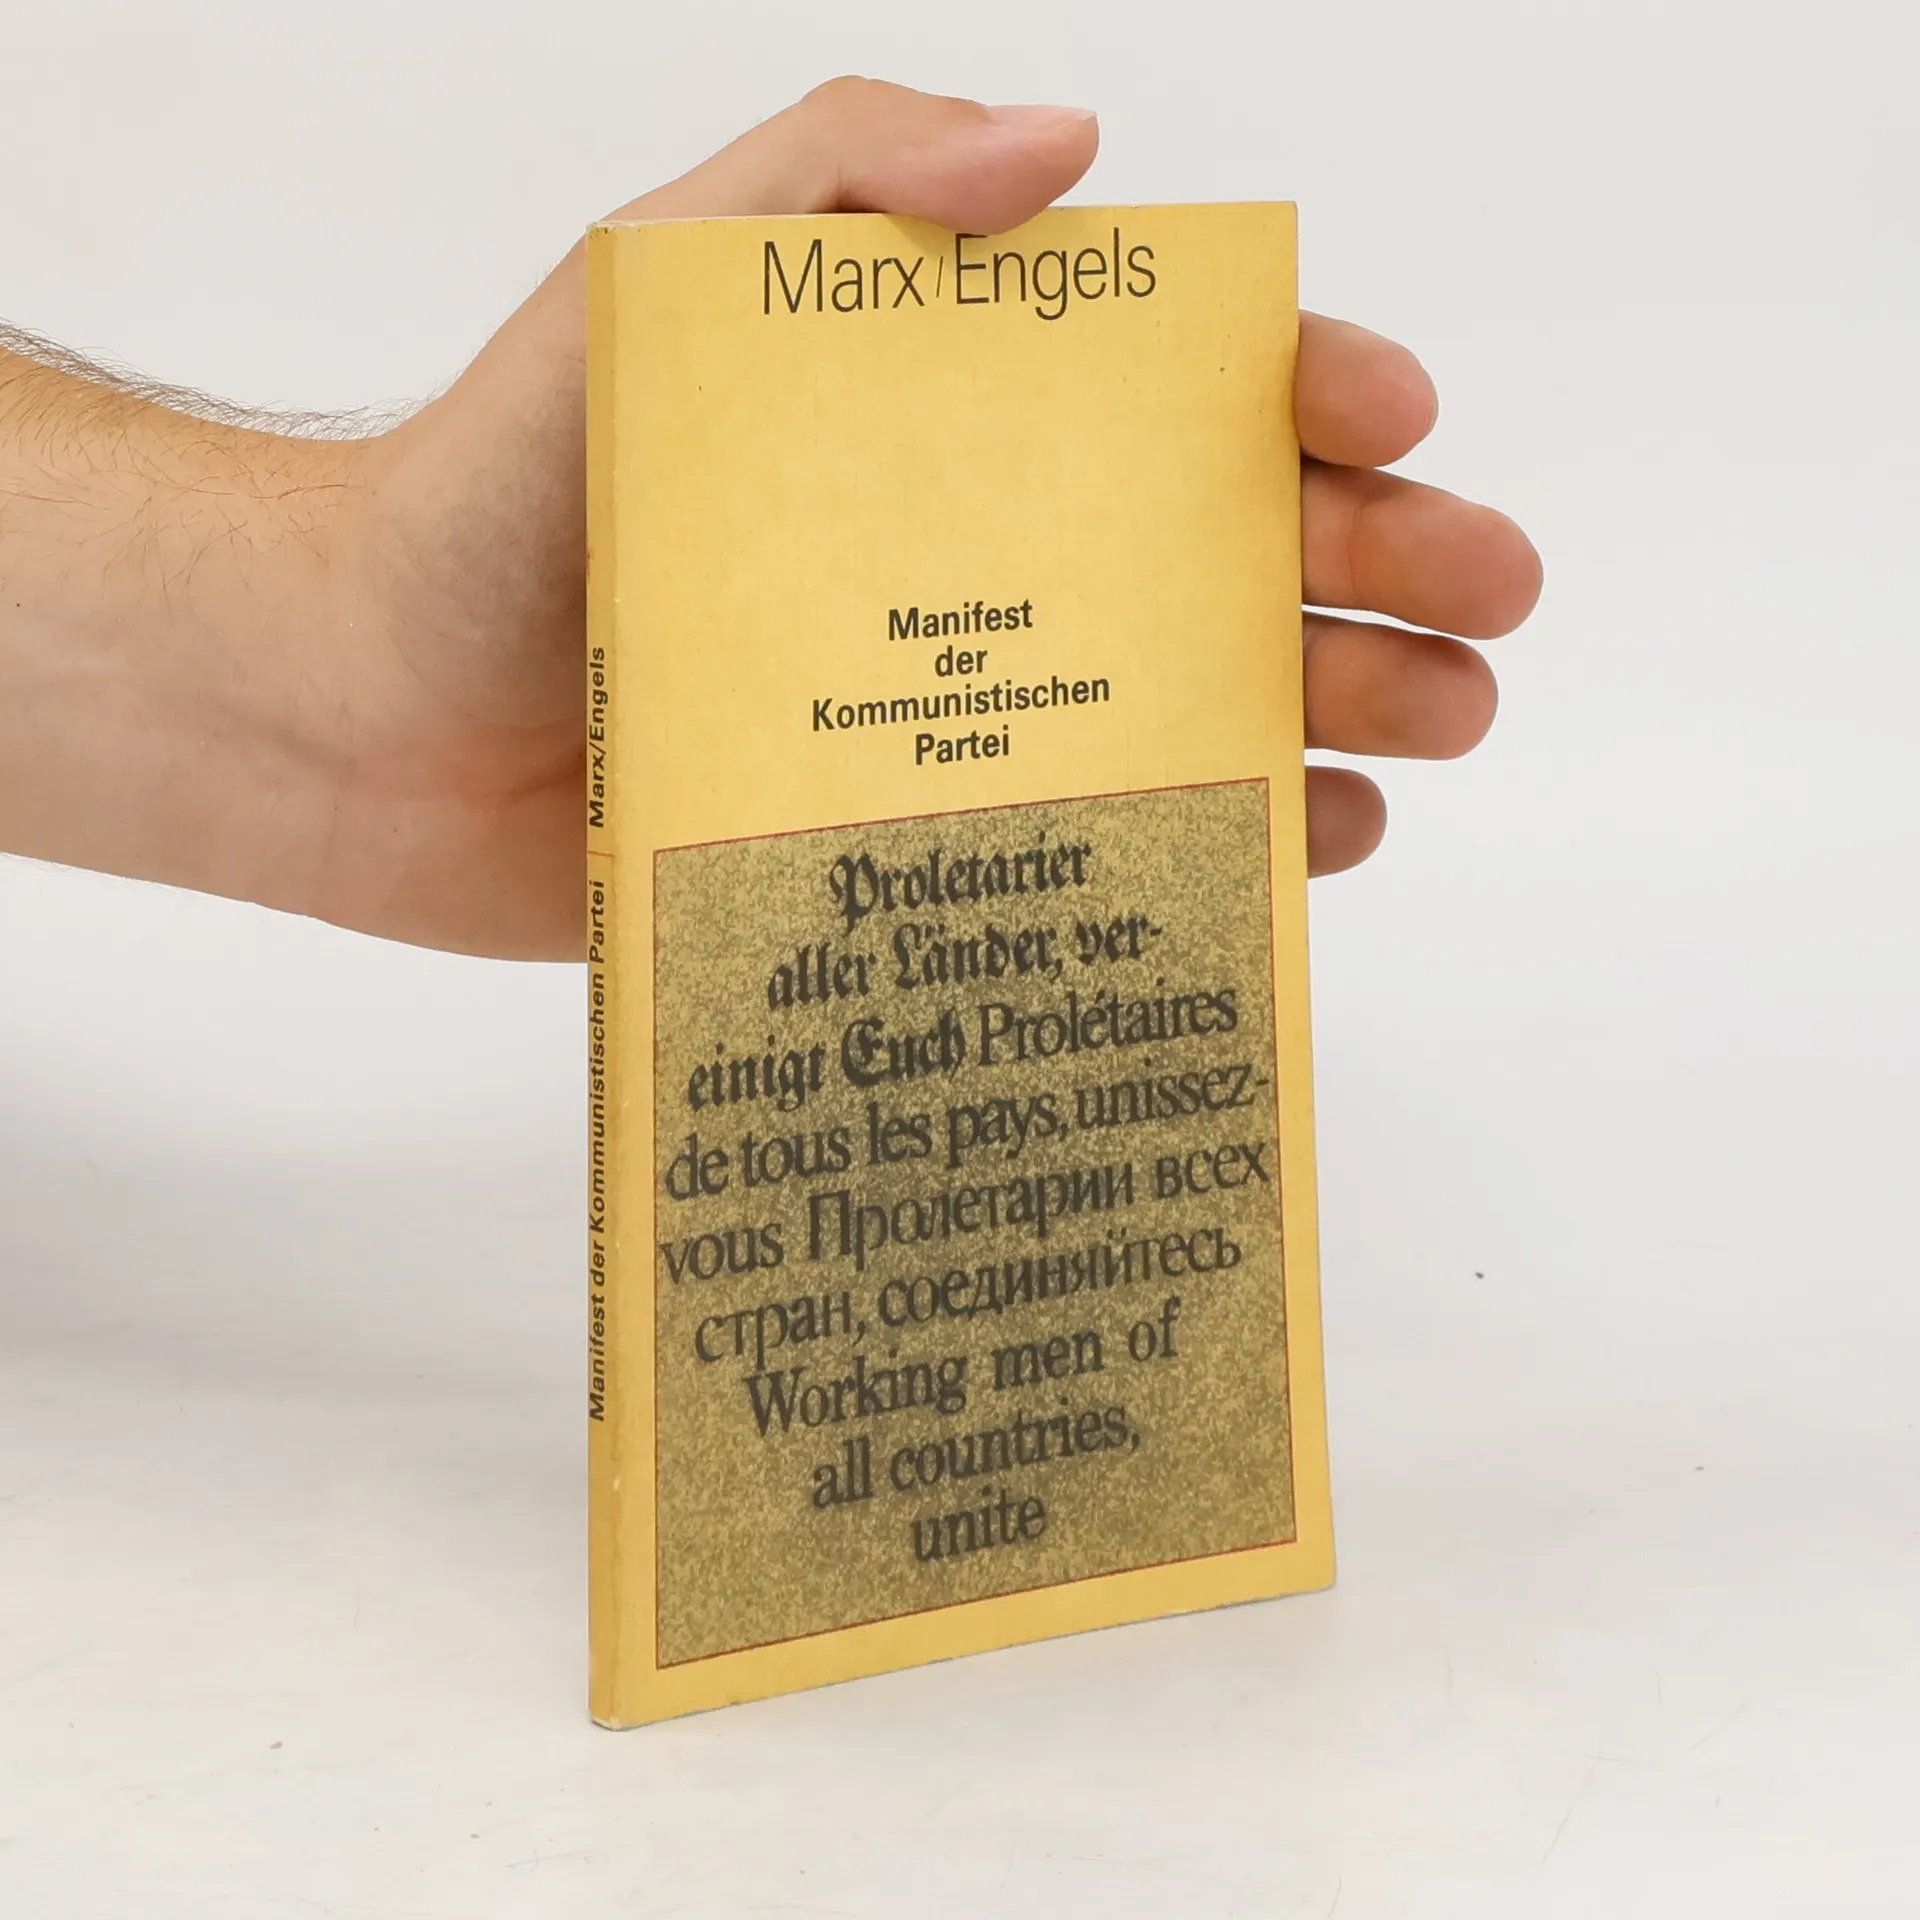 Marx/Engels
Manifest
der
Kommunistischen
Partei
Proletarier
aller Länder, ver-
einigt Euch Prolétaires
de tous les pays, unissez-
vous Пролетарии всех
стран, соединяйтесь
Working men of
all countries,
unite
Manifest der Kommunistischen Partei | Marx/Engels